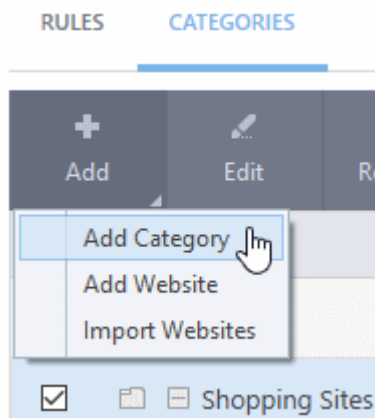 RULES CATEGORIES
Add Edit
Add Category
Add Website
Import Websites
Shopping Sites